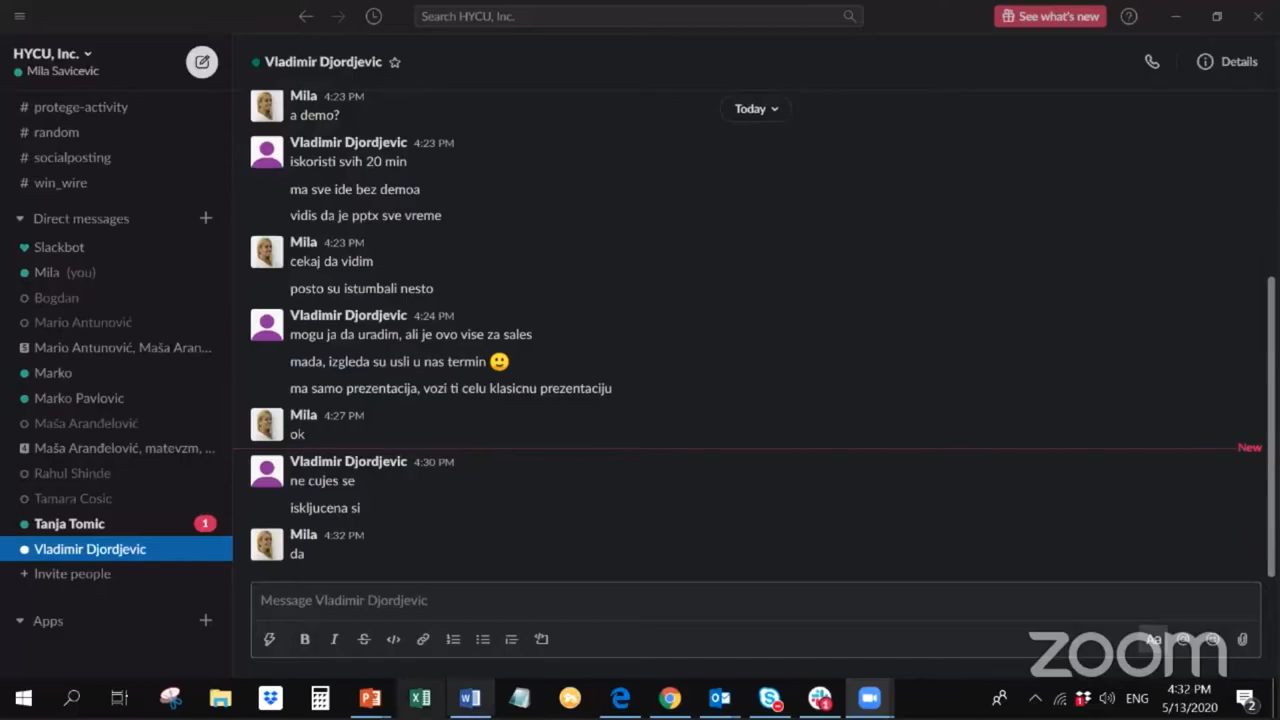 Search HYCU, Inc.
See what's new
HYCU, Inc.
Mila Savicevic
# protege-activity
# random
# socialposting
# win_wire
Direct messages
Slackbot
Mila (you)
Bogdan
Mario Antunović
Mario Antunović, Maša Aran...
Marko
Marko Pavlovic
Maša Aranđelović
4 Maša Aranđelović, matevzm, ...
Rahul Shinde
Tamara Cosic
Tanja Tomic 1
Vladimir Djordjevic
+ Invite people
Apps
Vladimir Djordjevic
Details
Today
Mila 4:23 PM
a demo?
Vladimir Djordjevic 4:23 PM
iskoristi svih 20 min
ma sve ide bez demoa
vidis da je pptx sve vreme
Mila 4:23 PM
cekaj da vidim
posto su istumbali nesto
Vladimir Djordjevic 4:24 PM
mogu ja da uradim, ali je ovo vise za sales
mada, izgleda su usli u nas termin 🙂
ma samo prezentacija, vozi ti celu klasicnu prezentaciju
Mila 4:27 PM
ok
New
Vladimir Djordjevic 4:30 PM
ne cujes se
iskljucena si
Mila 4:32 PM
da
Message Vladimir Djordjevic
B I S
Aa
zoom
ENG
4:32 PM
5/13/2020
2